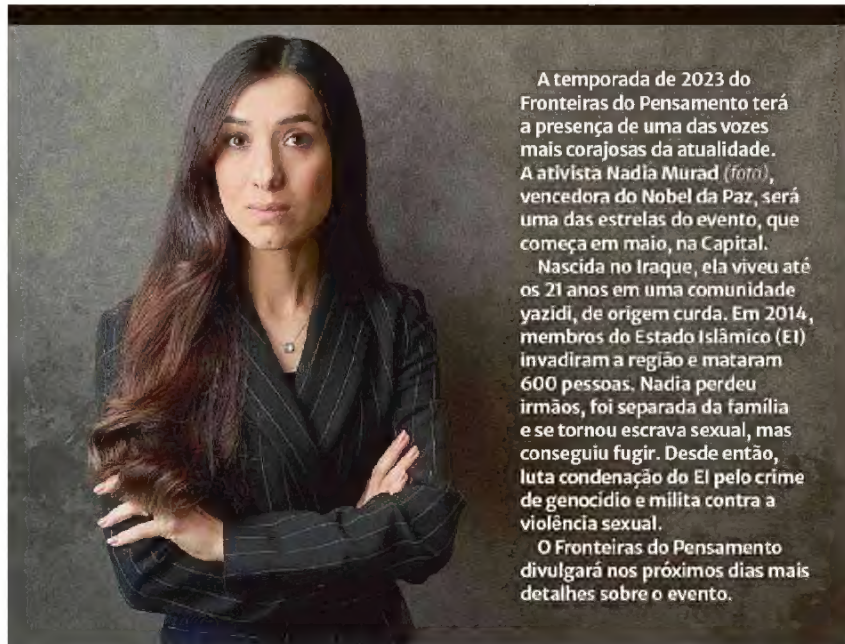 A temporada de 2023 do
Fronteiras do Pensamento terá
a presença de uma das vozes
mais corajosas da atualidade.
A ativista Nadia Murad (foto),
vencedora do Nobel da Paz, será
uma das estrelas do evento, que
começa em maio, na Capital.
Nascida no Iraque, ela viveu até
os 21 anos em uma comunidade
yazidi, de origem curda. Em 2014,
membros do Estado Islâmico (EI)
invadiram a região e mataram
600 pessoas. Nadia perdeu
irmãos, foi separada da família
e se tornou escrava sexual, mas
conseguiu fugir. Desde então,
luta condenação do EI pelo crime
de genocídio e milita contra a
violência sexual.
O Fronteiras do Pensamento
divulgará nos próximos dias mais
detalhes sobre o evento.